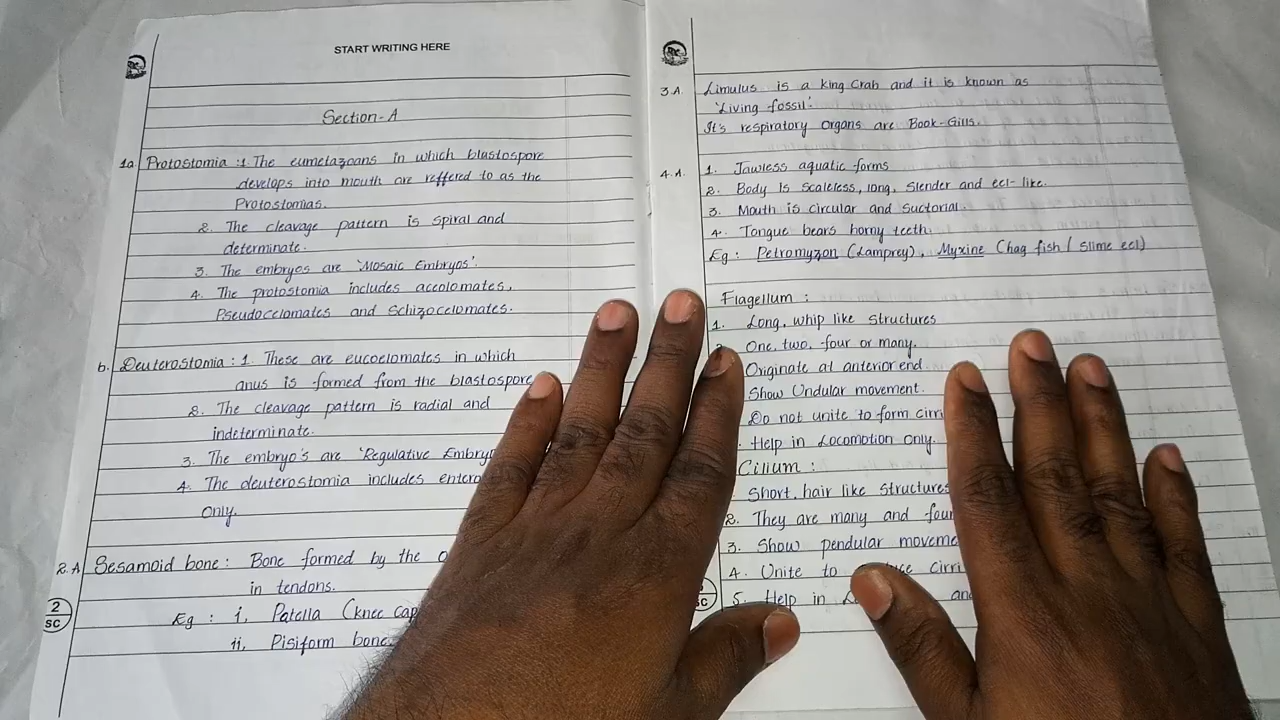 START WRITING HERE
Section-A
1a Protostomia :1 The eumetazoans in which blastospore
develops into mouth are reffered to as the
Protostomias.
2. The cleavage pattern is spiral and
determinate.
3. The embryos are 'Mosaic Embryos'.
4. The protostomia includes accolomates,
Pseudocelomates and Schizocelomates.
b. Deuterostomia : 1. These are eucoelomates in which
anus is formed from the blastospore
2. The cleavage pattern is radial and
indeterminate.
3. The embryo's are 'Regulative
4. The deuterostomia includes
only.
2.A Sesamoid bone : Bone formed by the
in tendons.
Eg : i, Patella (knee cap
ii, Pisiform bone.
2
SC
3.A. Limulus is a king Crab and it is known as
'Living fossil'.
It's respiratory organs are Book-Gills.
4.A. 1. Jawless aquatic forms
2. Body is scaleless, long, slender and eel-like.
3. Mouth is circular and suctorial.
4. Tongue bears horny teeth.
Eg : Petromyzon (Lamprey), Myxine (hag fish / slime eel)
Flagellum :
1. Long, whip like structures
One, two, four or many.
Originate at anterior end.
Show Undular movement.
Do not unite to form
Help in Locomotion only.
Cilium :
Short, hair like structures
2. They are many and
3. Show pendular
4. Unite to
5. Help in
SC